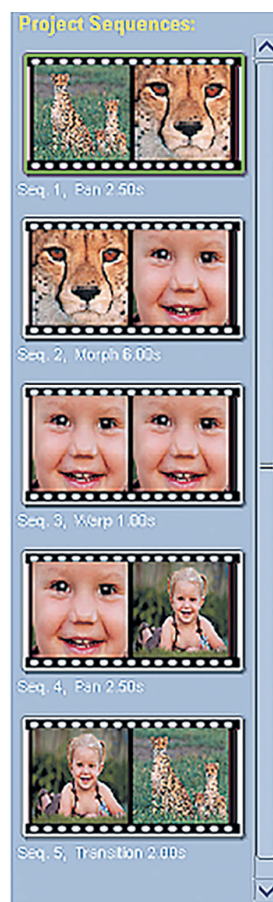 Project Sequences:
Seq. 1, Pan 2.50s
Seq. 2, Morph 6.00s
Seq. 3, Warp 1.00s
Seq. 4, Pan 2.50s
Seq. 5, Transition 2.00s